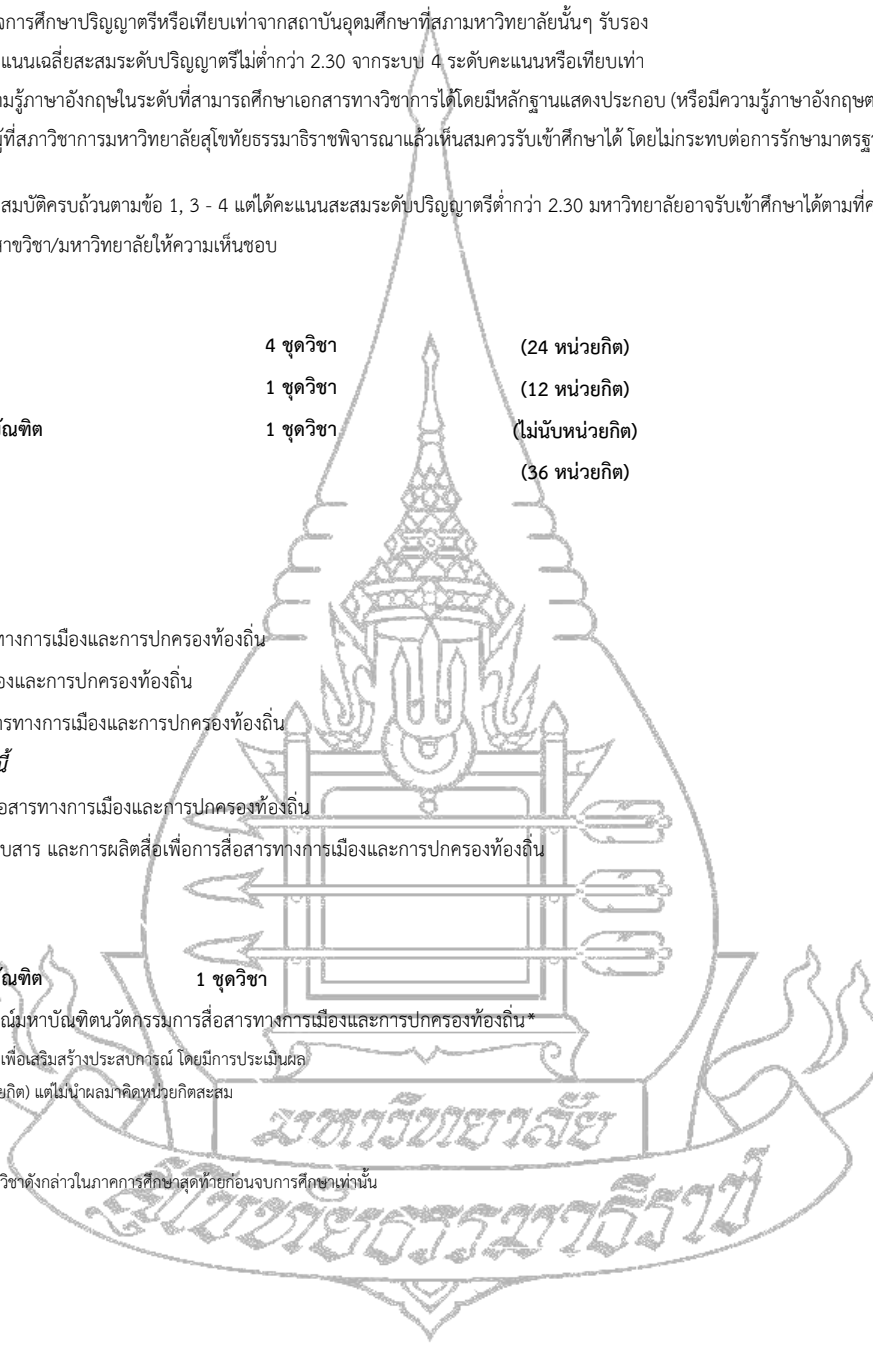 จการศึกษาปริญญาตรีหรือเทียบเท่าจากสถาบันอุดมศึกษาที่สภามหาวิทยาลัยนั้นๆ รับรอง
แนนเฉลี่ยสะสมระดับปริญญาตรีไม่ต่ำกว่า 2.30 จากระบบ 4 ระดับคะแนนหรือเทียบเท่า
ามรู้ภาษาอังกฤษในระดับที่สามารถศึกษาเอกสารทางวิชาการได้โดยมีหลักฐานแสดงประกอบ (หรือมีความรู้ภาษาอังกฤษต
ผู้ที่สภาวิชาการมหาวิทยาลัยสุโขทัยธรรมาธิราชพิจารณาแล้วเห็นสมควรรับเข้าศึกษาได้ โดยไม่กระทบต่อการรักษามาตรฐา
สมบัติครบถ้วนตามข้อ 1, 3 - 4 แต่ได้คะแนนสะสมระดับปริญญาตรีต่ำกว่า 2.30 มหาวิทยาลัยอาจรับเข้าศึกษาได้ตามที่ค
สาขวิชา/มหาวิทยาลัยให้ความเห็นชอบ
4 ชุดวิชา (24 หน่วยกิต)
1 ชุดวิชา (12 หน่วยกิต)
ัณฑิต 1 ชุดวิชา (ไม่นับหน่วยกิต)
(36 หน่วยกิต)
ทางการเมืองและการปกครองท้องถิ่น
องและการปกครองท้องถิ่น
ารทางการเมืองและการปกครองท้องถิ่น
นี้
่อสารทางการเมืองและการปกครองท้องถิ่น
ับสาร และการผลิตสื่อเพื่อการสื่อสารทางการเมืองและการปกครองท้องถิ่น
ัณฑิต 1 ชุดวิชา
ณ์มหาบัณฑิตนวัตกรรมการสื่อสารทางการเมืองและการปกครองท้องถิ่น*
เพื่อเสริมสร้างประสบการณ์ โดยมีการประเมินผล
ยกิต) แต่ไม่นำผลมาคิดหน่วยกิตสะสม
วิชาดังกล่าวในภาคการศึกษาสุดท้ายก่อนจบการศึกษาเท่านั้น
มหาวิทยาลัย
สุโขทัยธรรมาธิราช